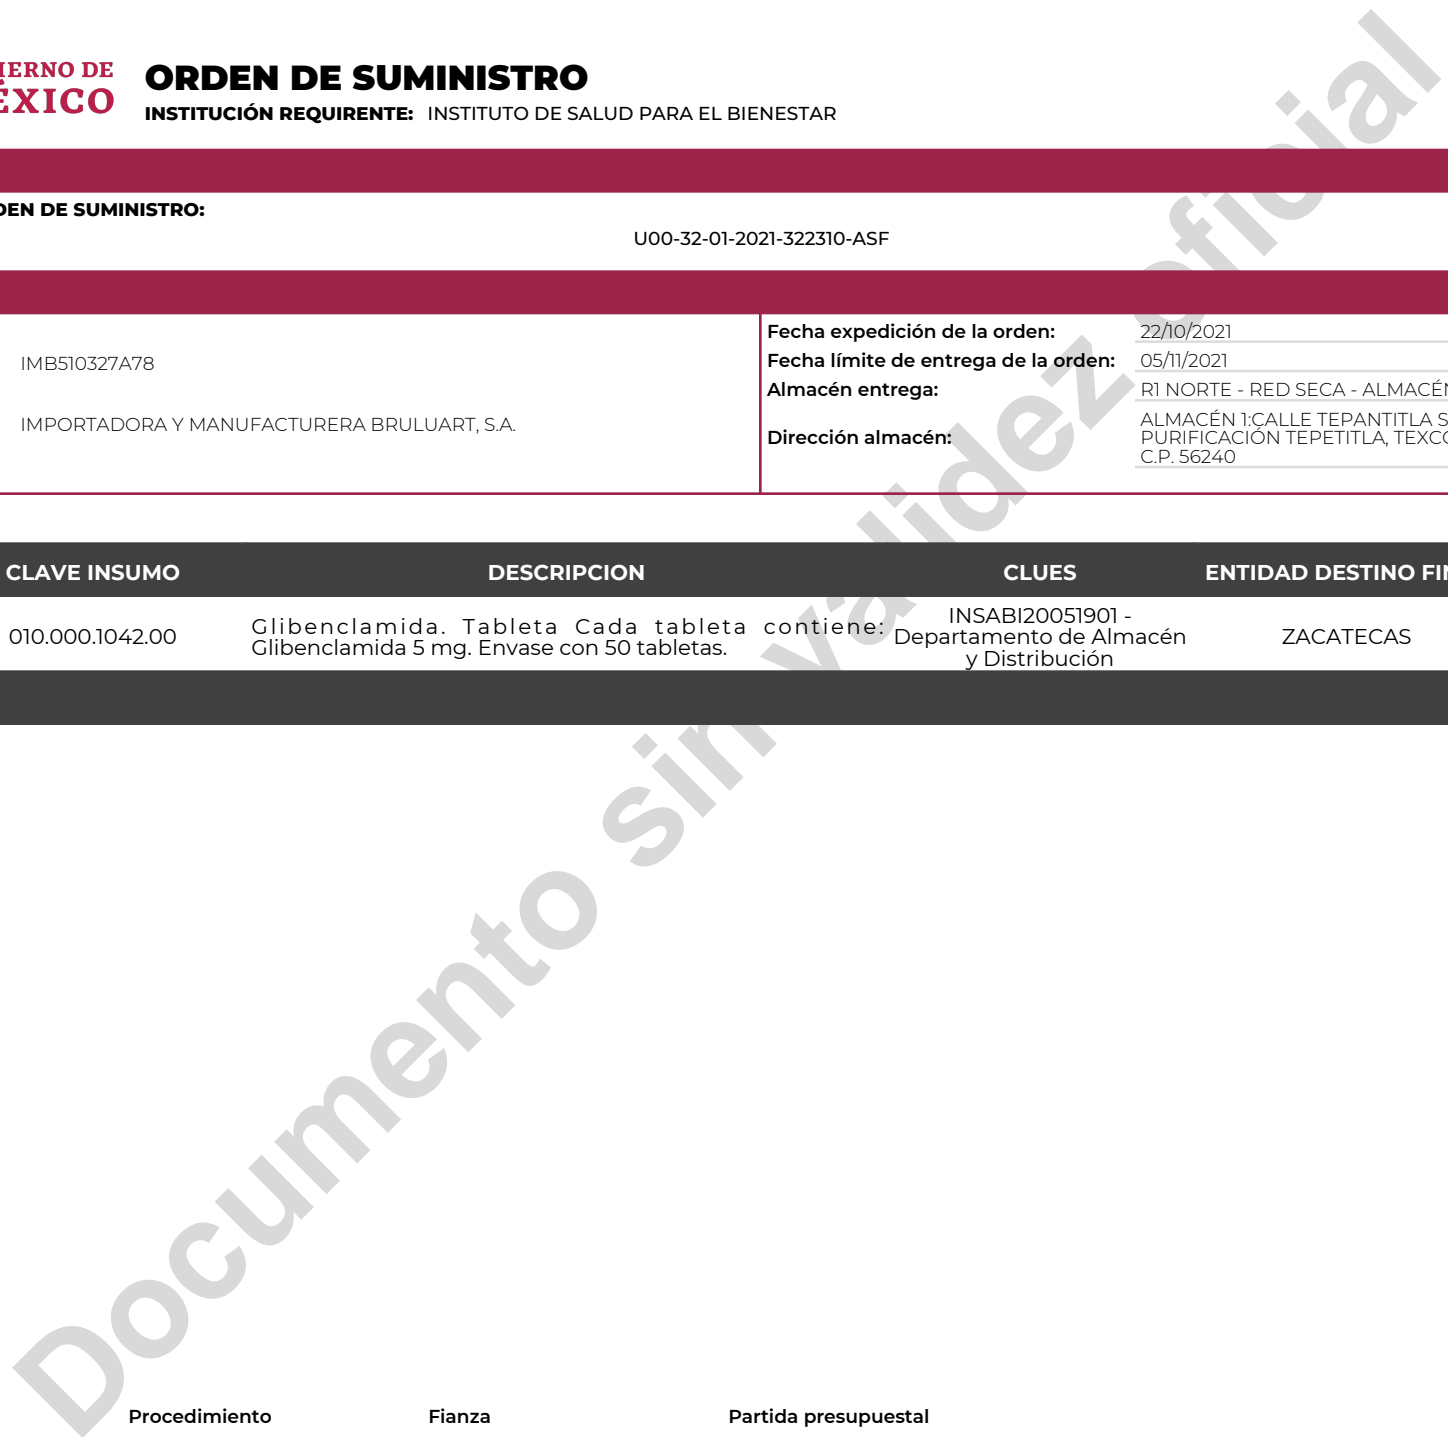 IERNO DE
ÉXICO
ORDEN DE SUMINISTRO
INSTITUCIÓN REQUIRENTE: INSTITUTO DE SALUD PARA EL BIENESTAR
DEN DE SUMINISTRO:
U00-32-01-2021-322310-ASF
IMB510327A78
IMPORTADORA Y MANUFACTURERA BRULUART, S.A.
Fecha expedición de la orden: 22/10/2021
Fecha límite de entrega de la orden: 05/11/2021
Almacén entrega: R1 NORTE - RED SECA - ALMACÉN
Dirección almacén: ALMACÉN 1:CALLE TEPANTITLA S
PURIFICACIÓN TEPETITLA, TEXCO
C.P. 56240
CLAVE INSUMO DESCRIPCION CLUES ENTIDAD DESTINO FIN
010.000.1042.00
Glibenclamida. Tableta Cada tableta contiene:
Glibenclamida 5 mg. Envase con 50 tabletas.
INSABI20051901 -
Departamento de Almacén
y Distribución
ZACATECAS
Documento sin validez oficial
Procedimiento Fianza Partida presupuestal